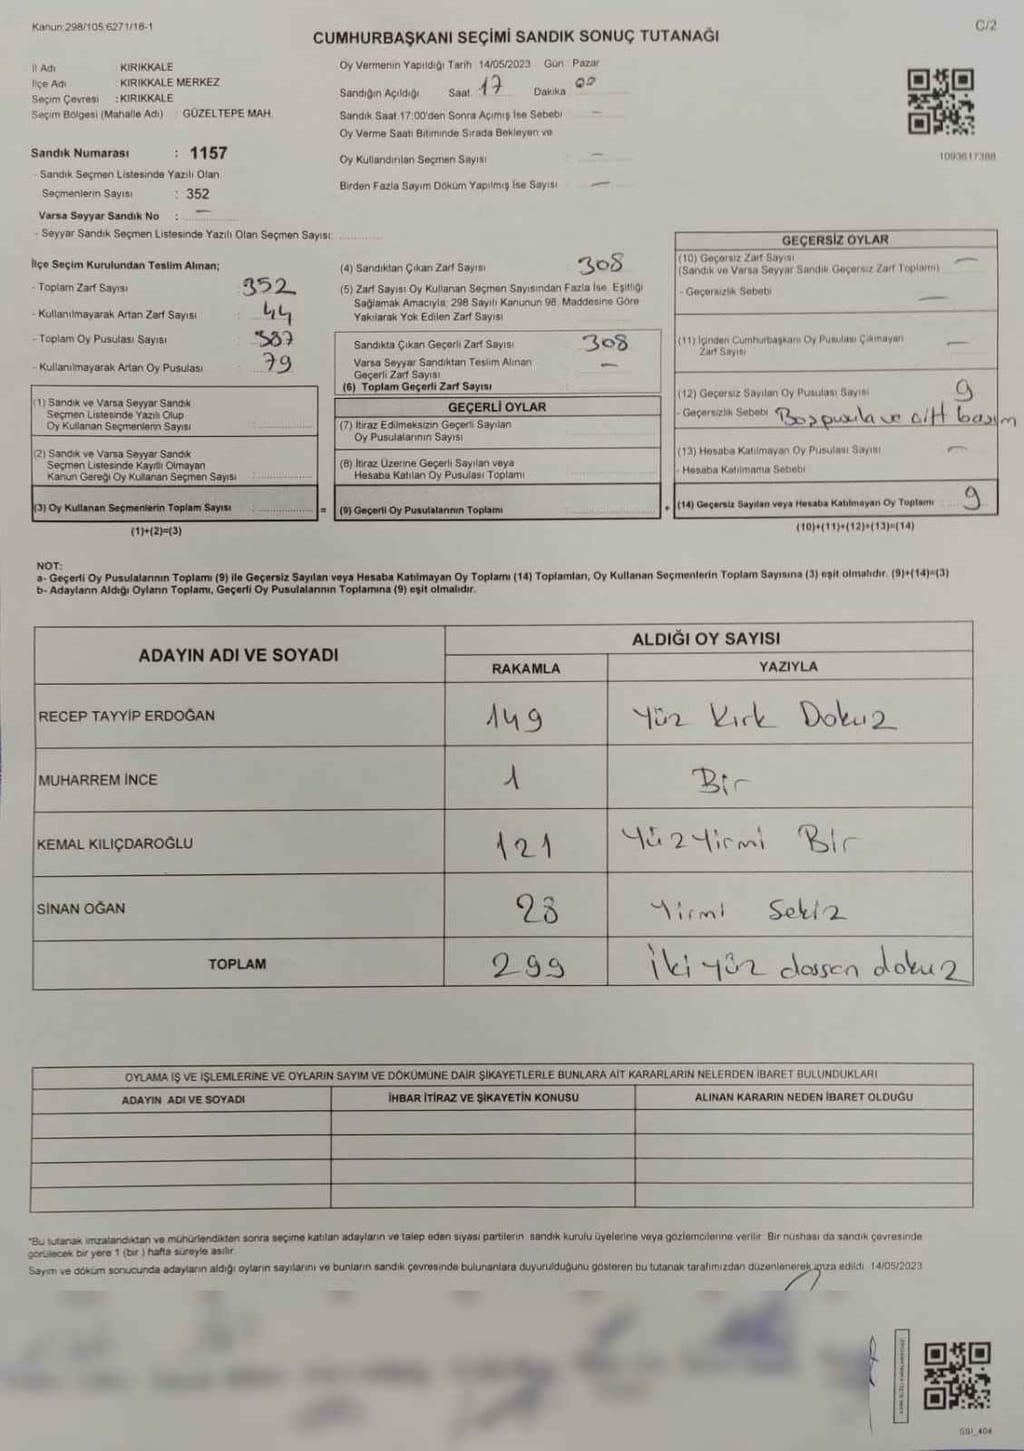 Kanun:298/105,6271/18-1
C/2
CUMHURBAŞKANI SEÇİMİ SANDIK SONUÇ TUTANAĞI
İl Adı : KIRIKKALE
İlçe Adı : KIRIKKALE MERKEZ
Seçim Çevresi : KIRIKKALE
Seçim Bölgesi (Mahalle Adı) : GÜZELTEPE MAH.
Sandık Numarası : 1157
- Sandık Seçmen Listesinde Yazılı Olan
Seçmenlerin Sayısı : 352
Varsa Seyyar Sandık No : —
- Seyyar Sandık Seçmen Listesinde Yazılı Olan Seçmen Sayısı:
Oy Vermenin Yapıldığı Tarih 14/05/2023 Gün Pazar
Sandığın Açıldığı Saat 17 Dakika 00
Sandık Saat 17:00'den Sonra Açımış İse Sebebi —
Oy Verme Saati Bitiminde Sırada Bekleyen ve
Oy Kullandırılan Seçmen Sayısı —
Birden Fazla Sayım Döküm Yapılmış İse Sayısı —
1093617388
İlçe Seçim Kurulundan Teslim Alınan;
- Toplam Zarf Sayısı : 352
- Kullanılmayarak Artan Zarf Sayısı : 44
- Toplam Oy Pusulası Sayısı : 387
- Kullanılmayarak Artan Oy Pusulası : 79
(1) Sandık ve Varsa Seyyar Sandık
Seçmen Listesinde Yazılı Olup
Oy Kullanan Seçmenlerin Sayısı :
(2) Sandık ve Varsa Seyyar Sandık
Seçmen Listesinde Kayıtlı Olmayan
Kanun Gereği Oy Kullanan Seçmen Sayısı :
(3) Oy Kullanan Seçmenlerin Toplam Sayısı :
(1)+(2)=(3)
(4) Sandıktan Çıkan Zarf Sayısı : 308
(5) Zarf Sayısı Oy Kullanan Seçmen Sayısından Fazla İse, Eşitliği
Sağlamak Amacıyla; 298 Sayılı Kanunun 98. Maddesine Göre
Yakılarak Yok Edilen Zarf Sayısı :
Sandıkta Çıkan Geçerli Zarf Sayısı : 308
Varsa Seyyar Sandıktan Teslim Alınan
Geçerli Zarf Sayısı : —
(6) Toplam Geçerli Zarf Sayısı :
GEÇERLİ OYLAR
(7) İtiraz Edilmeksizin Geçerli Sayılan
Oy Pusulalarının Sayısı :
(8) İtiraz Üzerine Geçerli Sayılan veya
Hesaba Katılan Oy Pusulası Toplamı :
= (9) Geçerli Oy Pusulalarının Toplamı :
GEÇERSİZ OYLAR
(10) Geçersiz Zarf Sayısı —
(Sandık ve Varsa Seyyar Sandık Geçersiz Zarf Toplamı)
- Geçersizlik Sebebi —
(11) İçinden Cumhurbaşkanı Oy Pusulası Çıkmayan
Zarf Sayısı —
(12) Geçersiz Sayılan Oy Pusulası Sayısı 9
- Geçersizlik Sebebi Boş pusula ve çift basım
(13) Hesaba Katılmayan Oy Pusulası Sayısı —
- Hesaba Katılmama Sebebi
+ (14) Geçersiz Sayılan veya Hesaba Katılmayan Oy Toplamı 9
(10)+(11)+(12)+(13)=(14)
NOT:
a- Geçerli Oy Pusulalarının Toplamı (9) ile Geçersiz Sayılan veya Hesaba Katılmayan Oy Toplamı (14) Toplamları, Oy Kullanan Seçmenlerin Toplam Sayısına (3) eşit olmalıdır. (9)+(14)=(3)
b- Adayların Aldığı Oyların Toplamı, Geçerli Oy Pusulalarının Toplamına (9) eşit olmalıdır.
ADAYIN ADI VE SOYADI
ALDIĞI OY SAYISI
RAKAMLA YAZIYLA
RECEP TAYYİP ERDOĞAN 149 Yüz Kırk Dokuz
MUHARREM İNCE 1 Bir
KEMAL KILIÇDAROĞLU 121 Yüz Yirmi Bir
SİNAN OĞAN 28 Yirmi Sekiz
TOPLAM 299 İki yüz dossan dokuz
OYLAMA İŞ VE İŞLEMLERİNE VE OYLARIN SAYIM VE DÖKÜMÜNE DAİR ŞİKAYETLERLE BUNLARA AİT KARARLARIN NELERDEN İBARET BULUNDUKLARI
ADAYIN ADI VE SOYADI İHBAR İTİRAZ VE ŞİKAYETİN KONUSU ALINAN KARARIN NEDEN İBARET OLDUĞU
*Bu tutanak imzalandıktan ve mühürlendikten sonra seçime katılan adayların ve talep eden siyasi partilerin sandık kurulu üyelerine veya gözlemcilerine verilir. Bir nüshası da sandık çevresinde
görülecek bir yere 1 (bir ) hafta süreyle asılır.
Sayım ve döküm sonucunda adayların aldığı oyların sayılarını ve bunların sandık çevresinde bulunanlara duyurulduğunu gösteren bu tutanak tarafımızdan düzenlenerek imza edildi. 14/05/2023